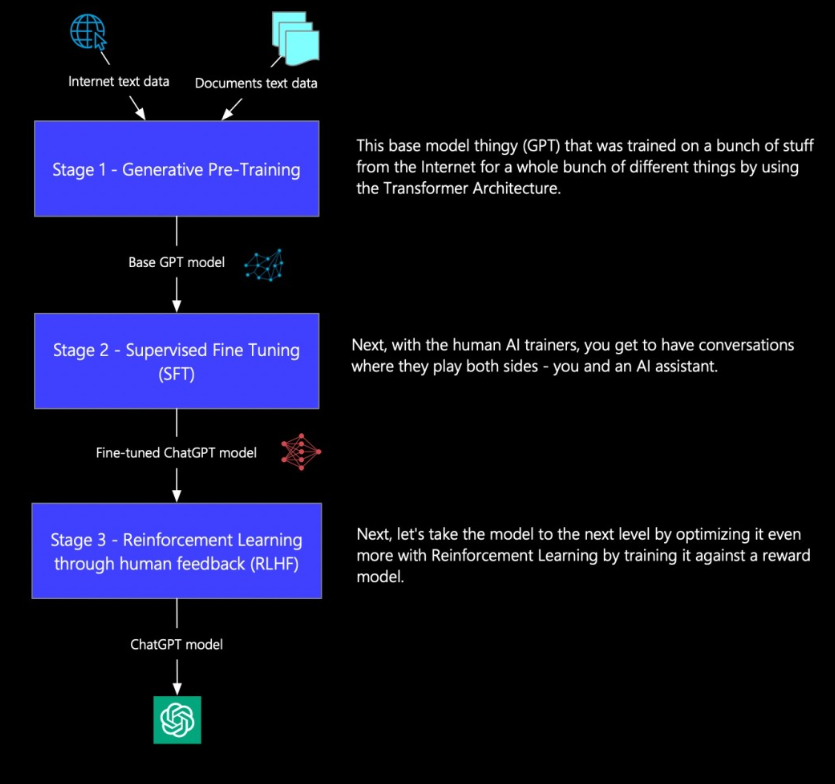 Internet text data
Documents text data
Stage 1 - Generative Pre-Training
This base model thingy (GPT) that was trained on a bunch of stuff
from the Internet for a whole bunch of different things by using
the Transformer Architecture.
Base GPT model
Stage 2 - Supervised Fine Tuning
(SFT)
Next, with the human AI trainers, you get to have conversations
where they play both sides - you and an AI assistant.
Fine-tuned ChatGPT model
Stage 3 - Reinforcement Learning
through human feedback (RLHF)
Next, let's take the model to the next level by optimizing it even
more with Reinforcement Learning by training it against a reward
model.
ChatGPT model